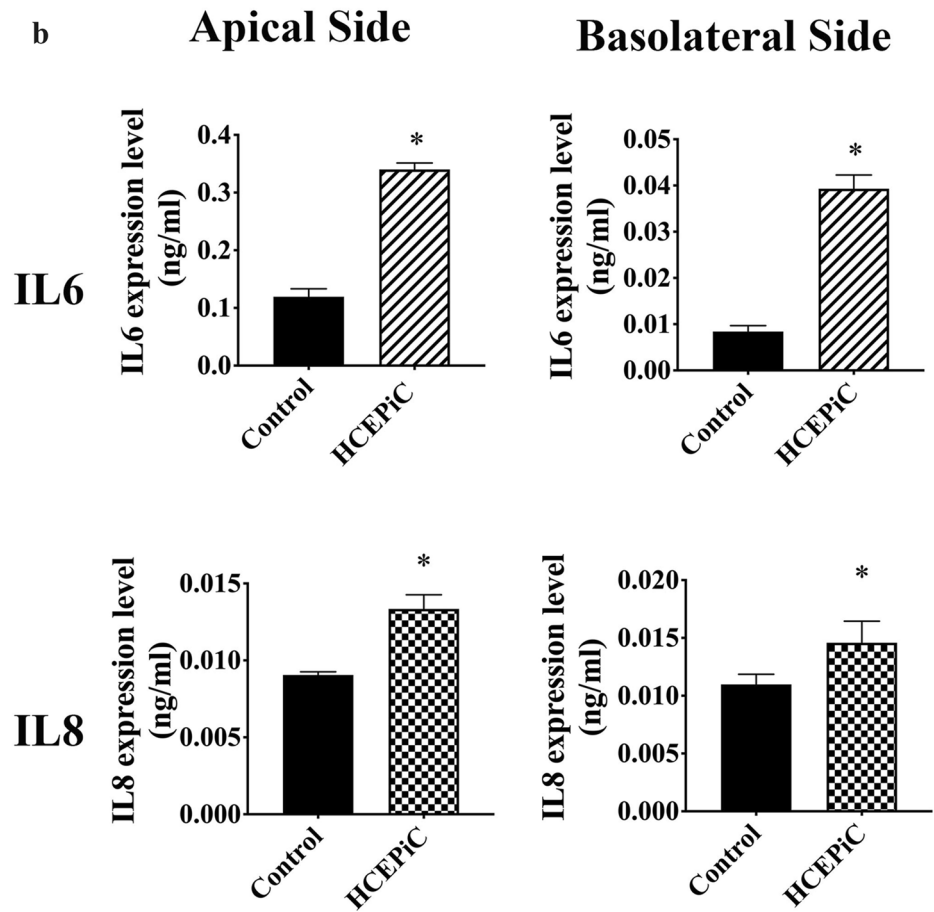 b
Apical Side
Basolateral Side
IL6
IL6 expression level
(ng/ml)
0.4
0.3
0.2
0.1
0.0
*
Control
HCEPiC
IL6 expression level
(ng/ml)
0.05
0.04
0.03
0.02
0.01
0.00
*
Control
HCEPiC
IL8
IL8 expression level
(ng/ml)
0.015
0.010
0.005
0.000
*
Control
HCEPiC
IL8 expression level
(ng/ml)
0.020
0.015
0.010
0.005
0.000
*
Control
HCEPiC